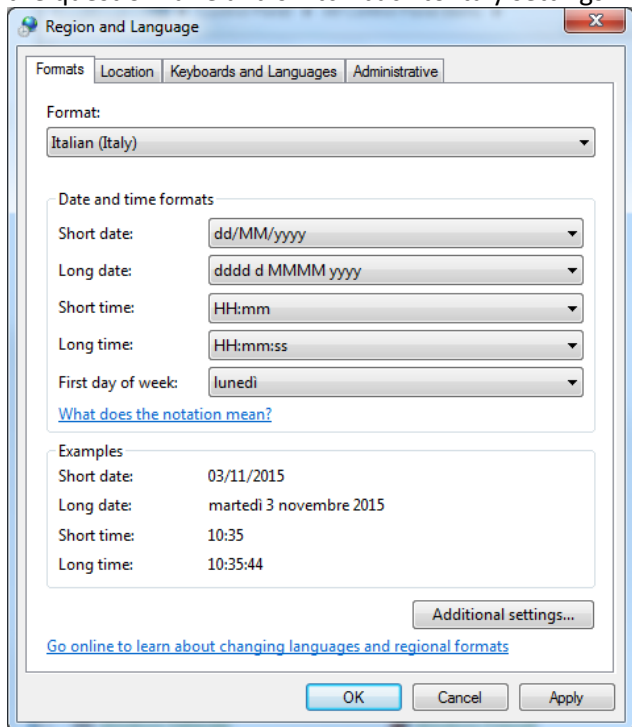 Region and Language
Formats Location Keyboards and Languages Administrative
Format:
Italian (Italy)
Date and time formats
Short date: dd/MM/yyyy
Long date: dddd d MMMM yyyy
Short time: HH:mm
Long time: HH:mm:ss
First day of week: lunedì
What does the notation mean?
Examples
Short date: 03/11/2015
Long date: martedì 3 novembre 2015
Short time: 10:35
Long time: 10:35:44
Additional settings...
Go online to learn about changing languages and regional formats
OK Cancel Apply